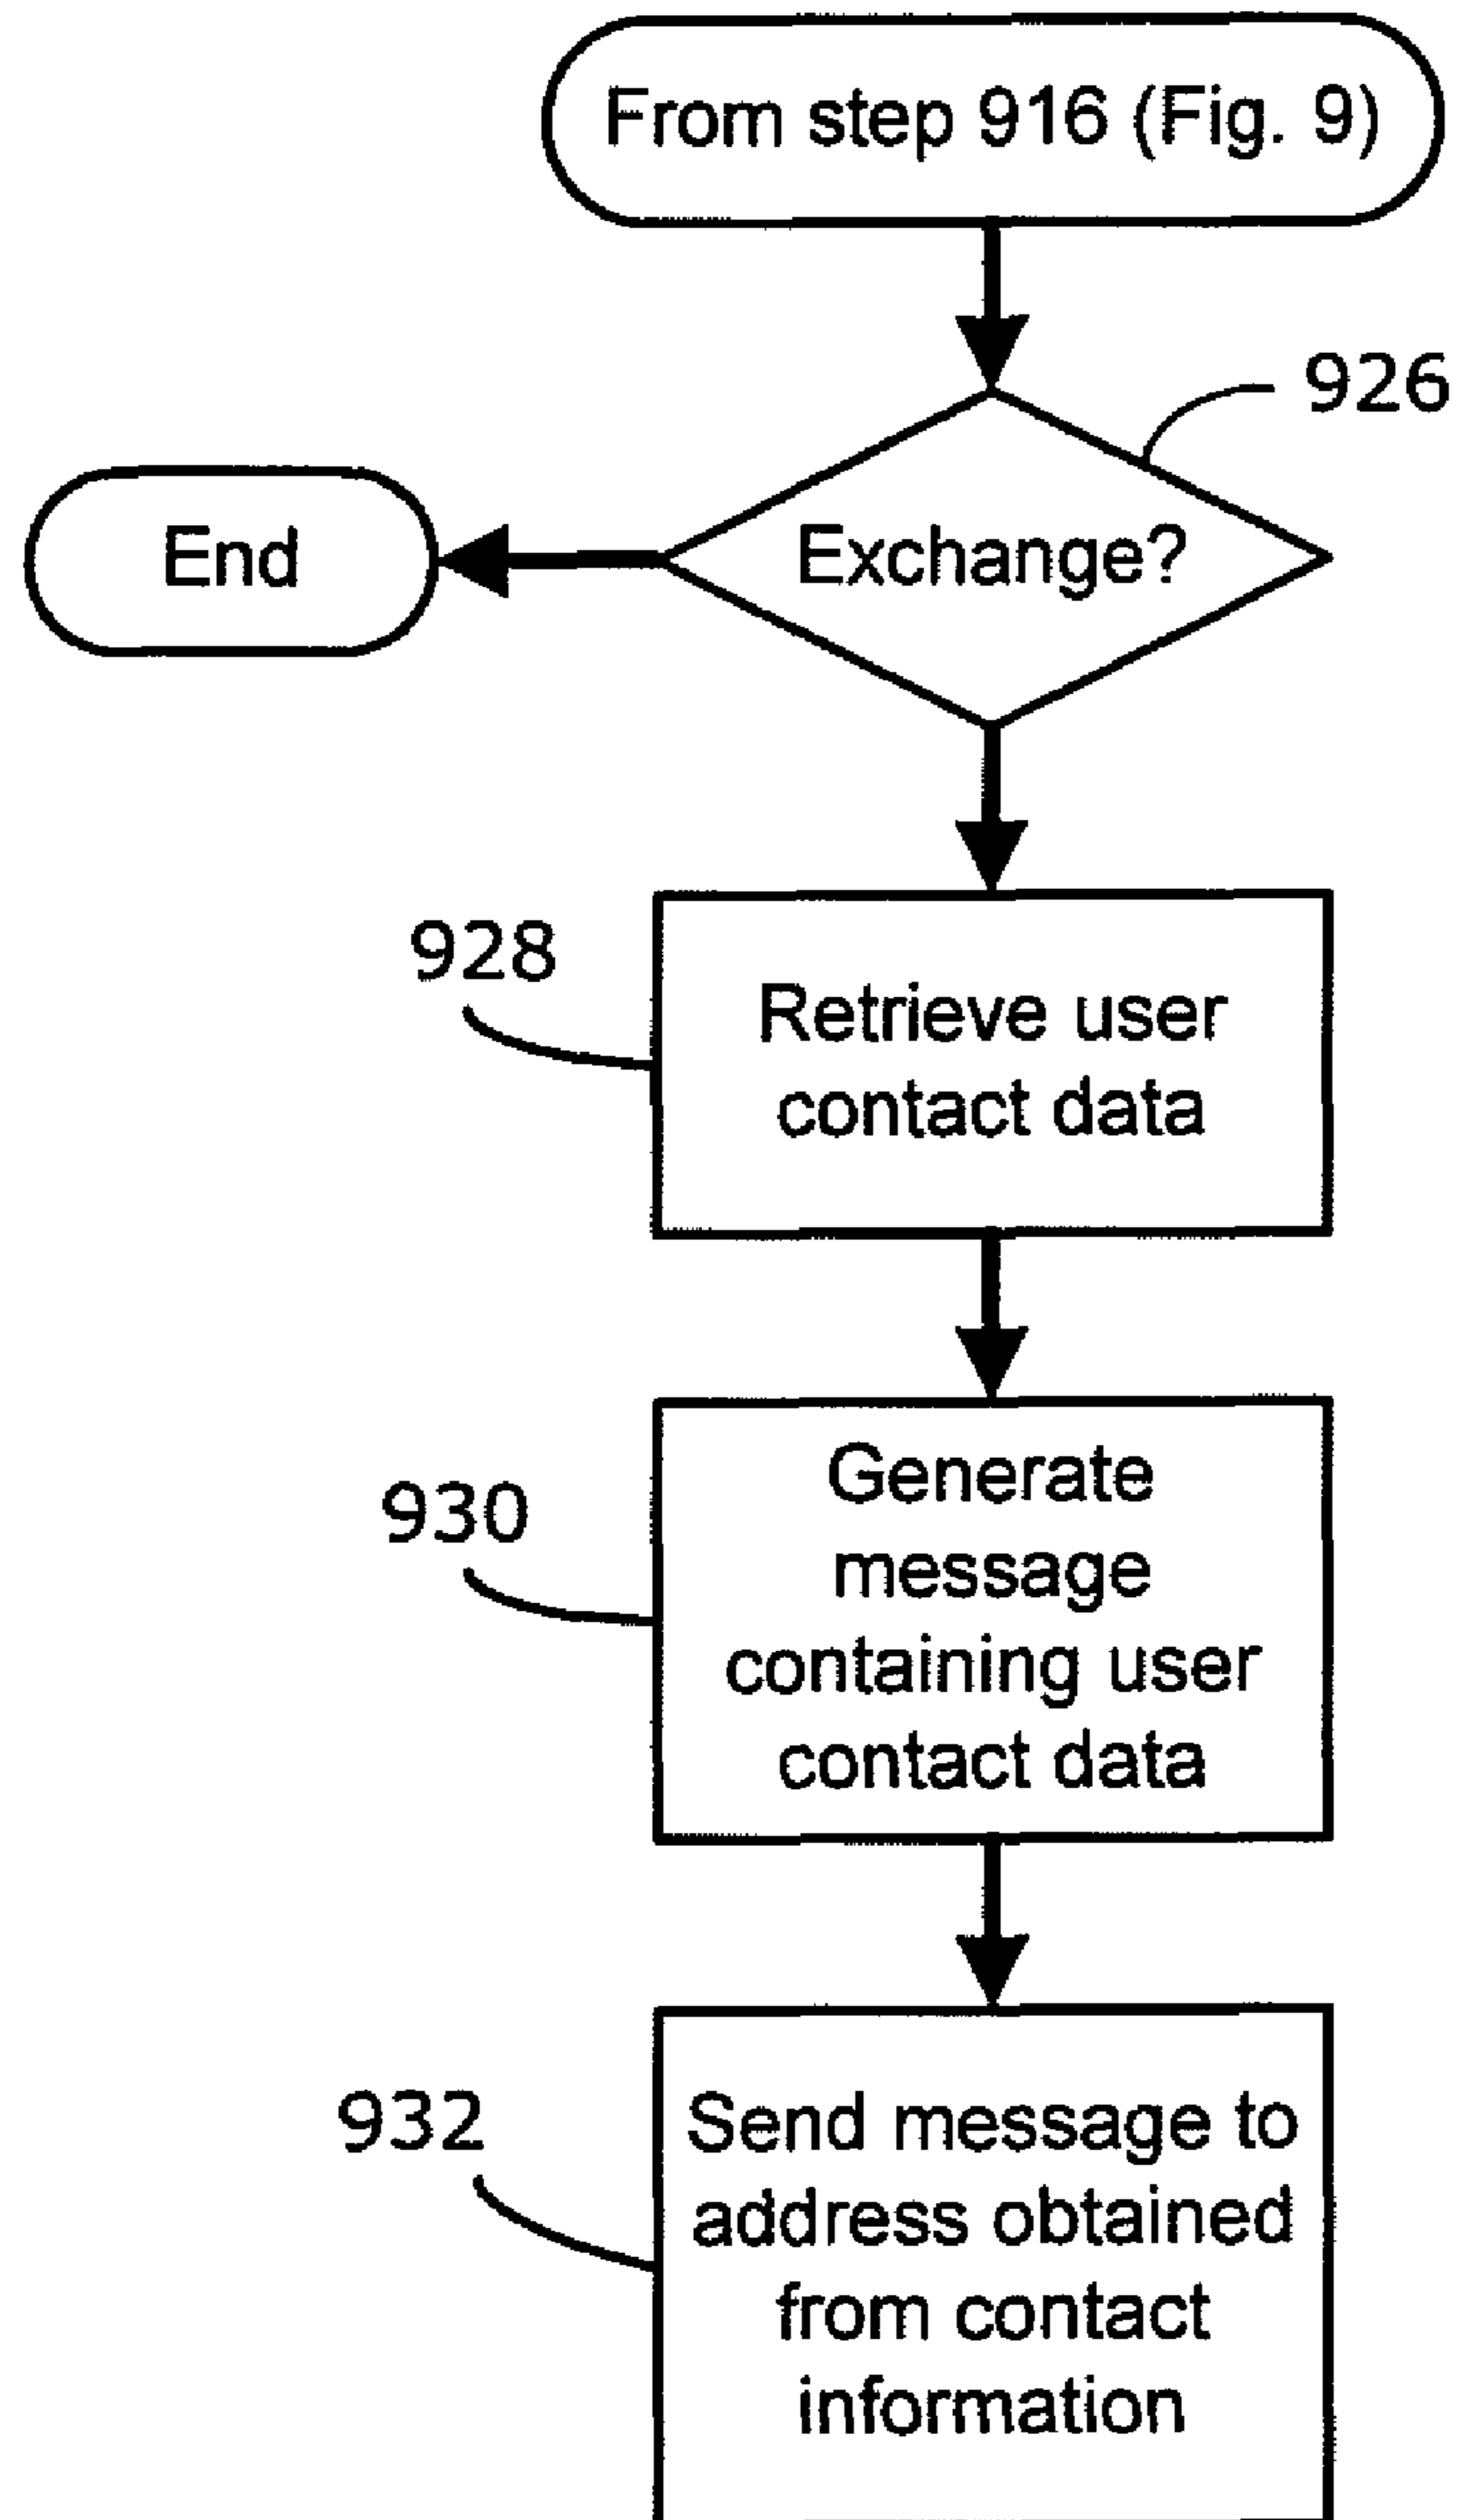 From step 916 (Fig. 9)
926
Exchange?
End
928
Retrieve user
contact data
930
Generate
message
containing user
contact data
932
Send message to
address obtained
from contact
information